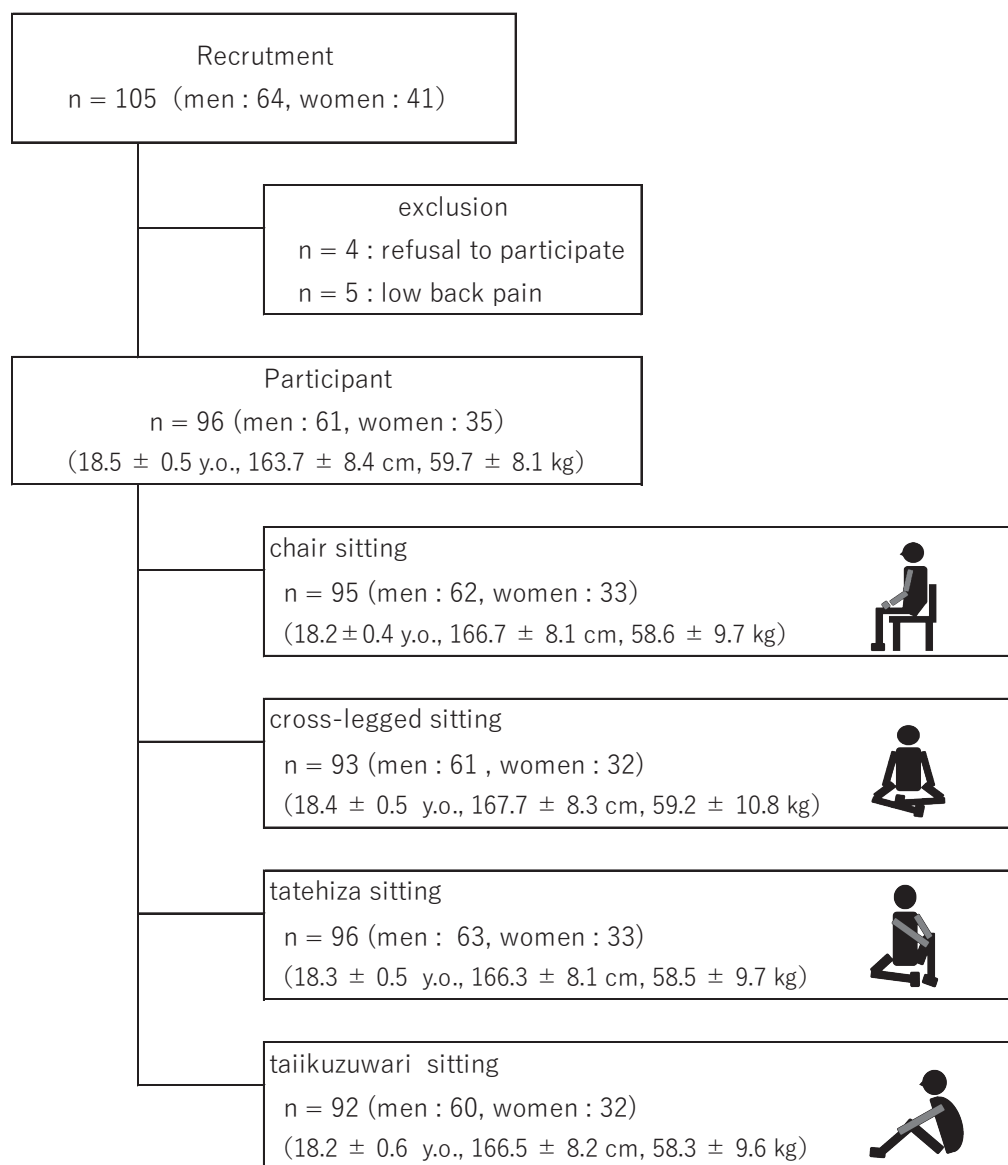 Recrutment
n = 105 (men : 64, women : 41)
exclusion
n = 4 : refusal to participate
n = 5 : low back pain
Participant
n = 96 (men : 61, women : 35)
(18.5 ± 0.5 y.o., 163.7 ± 8.4 cm, 59.7 ± 8.1 kg)
chair sitting
n = 95 (men : 62, women : 33)
(18.2±0.4 y.o., 166.7 ± 8.1 cm, 58.6 ± 9.7 kg)
cross-legged sitting
n = 93 (men : 61 , women : 32)
(18.4 ± 0.5 y.o., 167.7 ± 8.3 cm, 59.2 ± 10.8 kg)
tatehiza sitting
n = 96 (men : 63, women : 33)
(18.3 ± 0.5 y.o., 166.3 ± 8.1 cm, 58.5 ± 9.7 kg)
taiikuzuwari sitting
n = 92 (men : 60, women : 32)
(18.2 ± 0.6 y.o., 166.5 ± 8.2 cm, 58.3 ± 9.6 kg)